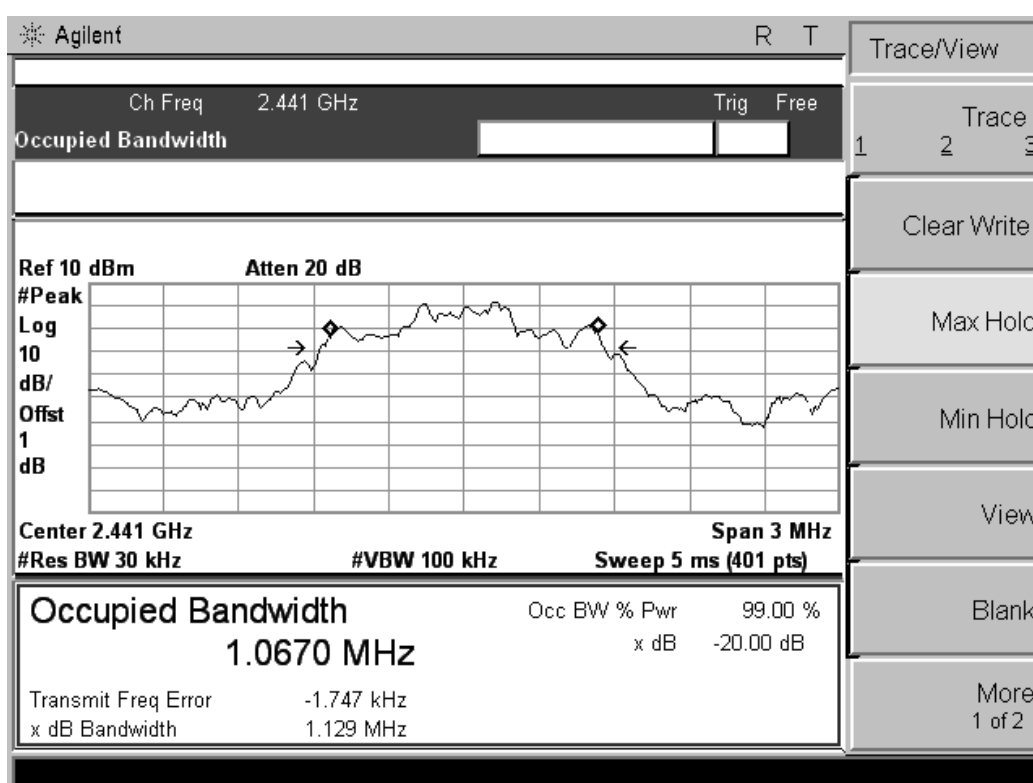 Agilent R T
Ch Freq 2.441 GHz Trig Free
Occupied Bandwidth
Ref 10 dBm Atten 20 dB
#Peak
Log
10
dB/
Offst
1
dB
Center 2.441 GHz Span 3 MHz
#Res BW 30 kHz #VBW 100 kHz Sweep 5 ms (401 pts)
Occupied Bandwidth Occ BW % Pwr 99.00 %
1.0670 MHz x dB -20.00 dB
Transmit Freq Error -1.747 kHz
x dB Bandwidth 1.129 MHz
Trace/View
Trace
1 2 3
Clear Write
Max Hold
Min Hold
View
Blank
More
1 of 2